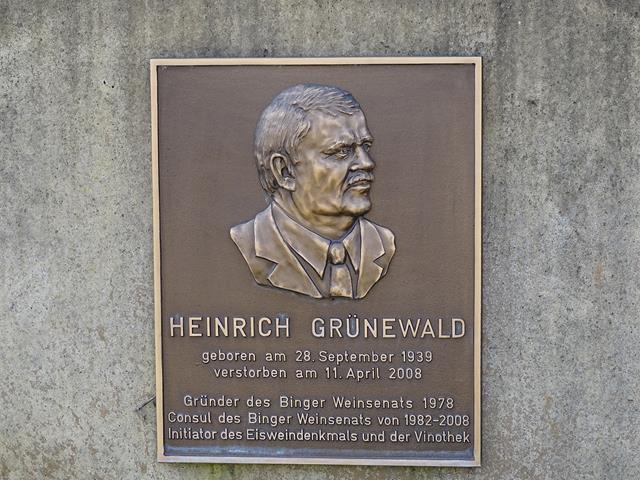 HEINRICH GRÜNEWALD
geboren am 28. September 1939
verstorben am 11. April 2008
Gründer des Binger Weinsenats 1978
Consul des Binger Weinsenats von 1982-2008
Initiator des Eisweindenkmals und der Vinothek